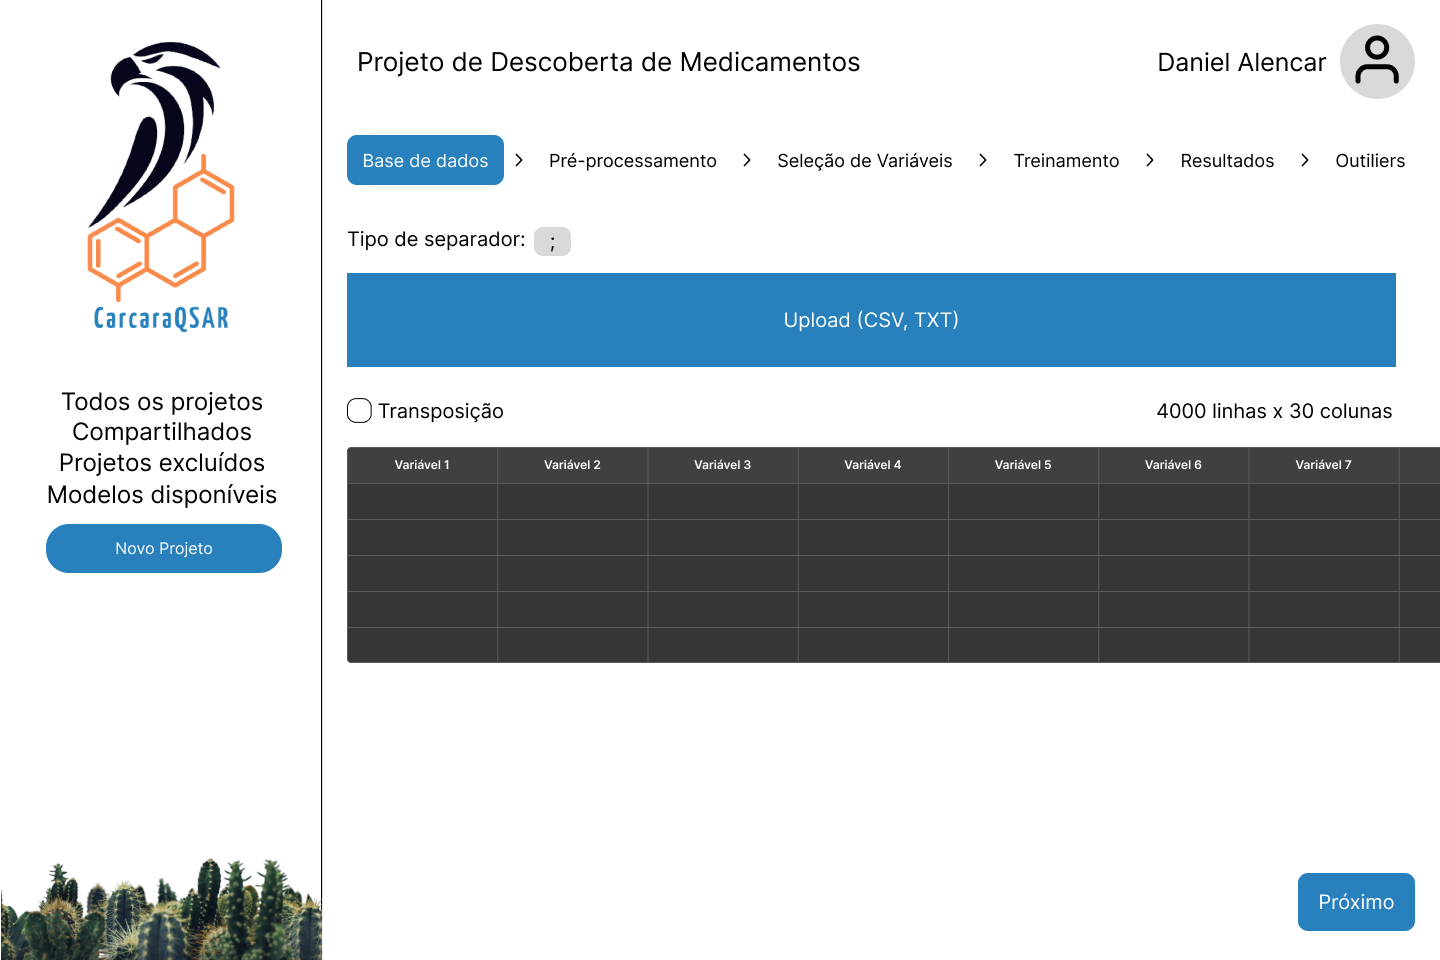 CarcaraQSAR
Todos os projetos
Compartilhados
Projetos excluídos
Modelos disponíveis
Novo Projeto
Projeto de Descoberta de Medicamentos
Daniel Alencar
Base de dados > Pré-processamento > Seleção de Variáveis > Treinamento > Resultados > Outiliers
Tipo de separador: ;
Upload (CSV, TXT)
Transposição
4000 linhas x 30 colunas
Variável 1 Variável 2 Variável 3 Variável 4 Variável 5 Variável 6 Variável 7
Próximo